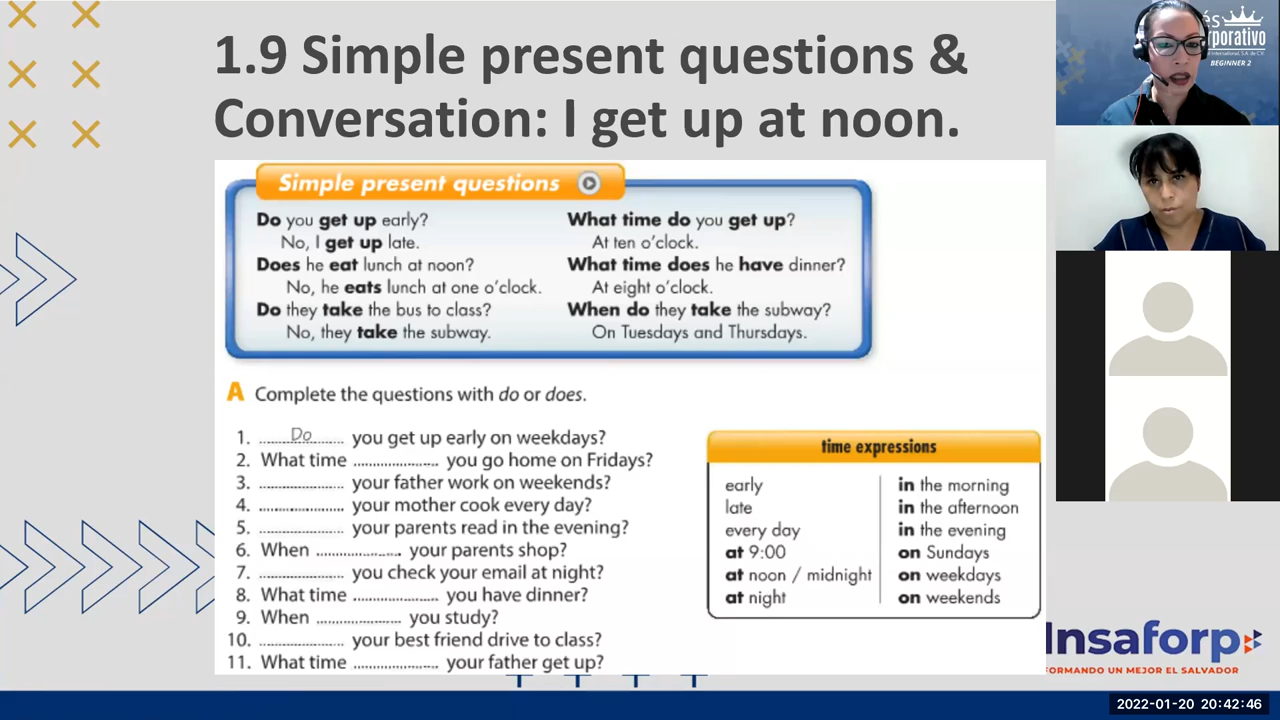 1.9 Simple present questions &
Conversation: I get up at noon.
Simple present questions
Do you get up early?
No, I get up late.
Does he eat lunch at noon?
No, he eats lunch at one o'clock.
Do they take the bus to class?
No, they take the subway.
What time do you get up?
At ten o'clock.
What time does he have dinner?
At eight o'clock.
When do they take the subway?
On Tuesdays and Thursdays.
A Complete the questions with do or does.
1. Do you get up early on weekdays?
2. What time .................... you go home on Fridays?
3. .................... your father work on weekends?
4. .................... your mother cook every day?
5. .................... your parents read in the evening?
6. When .................... your parents shop?
7. .................... you check your email at night?
8. What time .................... you have dinner?
9. When .................... you study?
10. .................... your best friend drive to class?
11. What time .................... your father get up?
time expressions
early
late
every day
at 9:00
at noon / midnight
at night
in the morning
in the afternoon
in the evening
on Sundays
on weekdays
on weekends
BEGINNER 2
Insaforp
FORMANDO UN MEJOR EL SALVADOR
2022-01-20 20:42:46